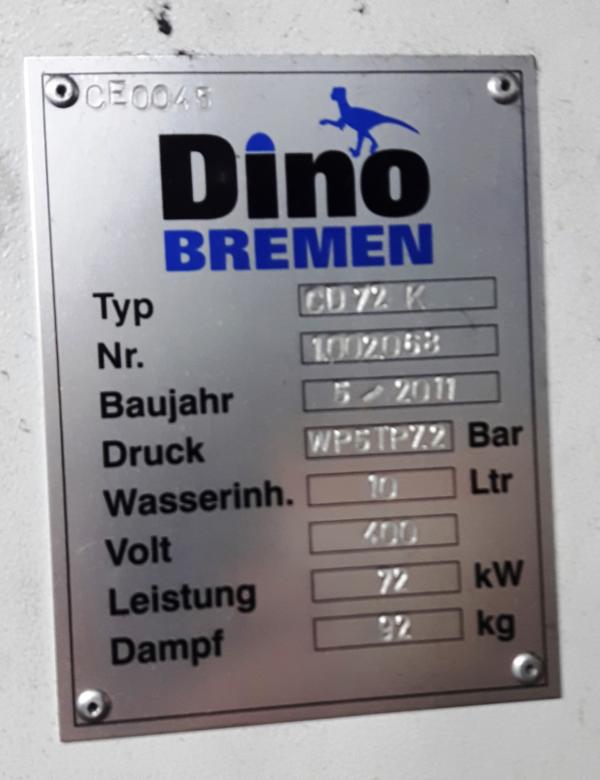 CE0045
Dino
BREMEN
Typ CD 72 K
Nr. 1002068
Baujahr 5 / 2011
Druck WP5TP7.2 Bar
Wasserinh. 10 Ltr
Volt 400
Leistung 72 kW
Dampf 92 kg